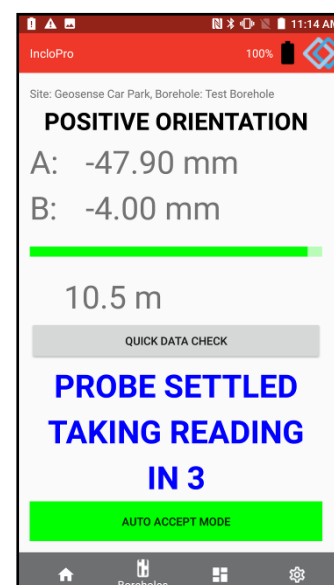 11:14 AM
IncloPro 100%
Site: Geosense Car Park, Borehole: Test Borehole
POSITIVE ORIENTATION
A: -47.90 mm
B: -4.00 mm
10.5 m
QUICK DATA CHECK
PROBE SETTLED
TAKING READING
IN 3
AUTO ACCEPT MODE
Boreholes